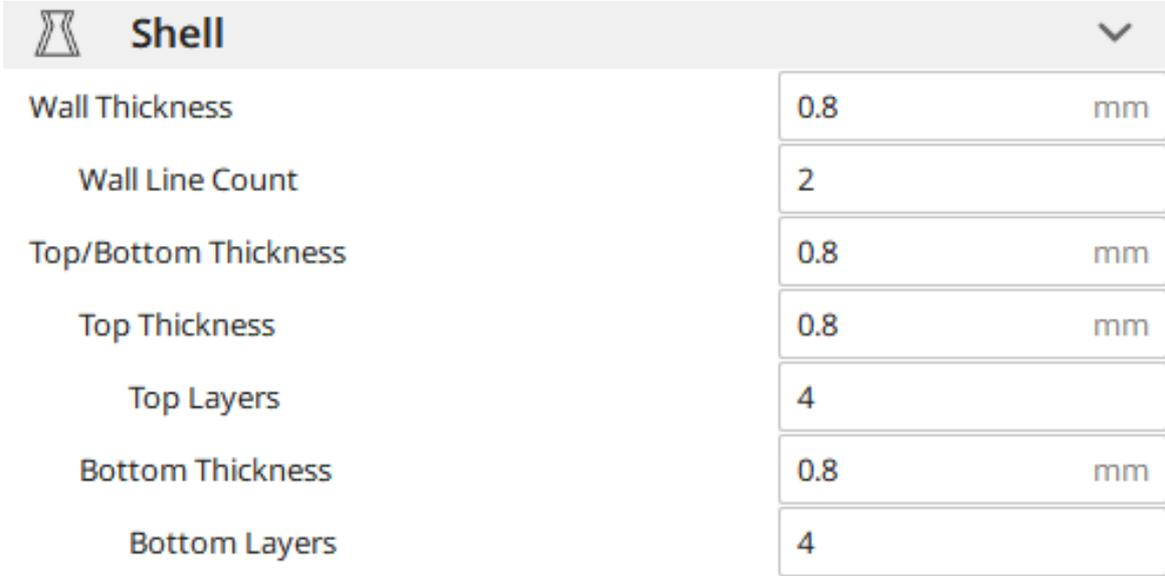 Shell
Wall Thickness 0.8 mm
Wall Line Count 2
Top/Bottom Thickness 0.8 mm
Top Thickness 0.8 mm
Top Layers 4
Bottom Thickness 0.8 mm
Bottom Layers 4